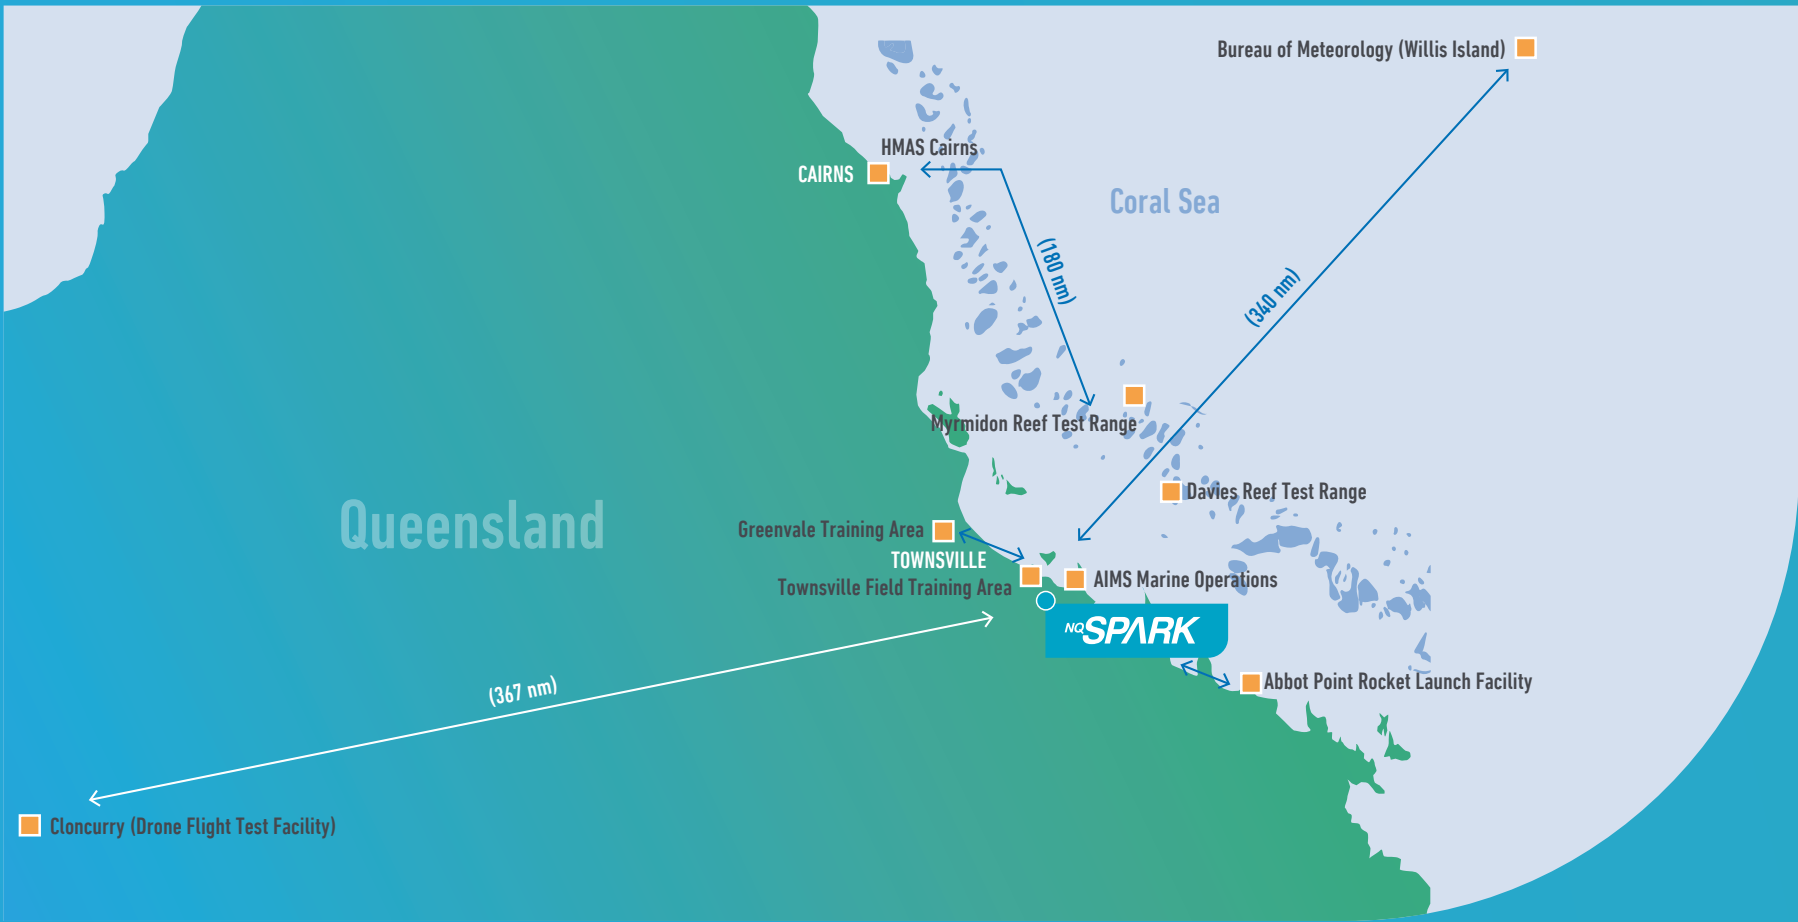 Bureau of Meteorology (Willis Island)
HMAS Cairns
CAIRNS
Coral Sea
(180 nm)
(340 nm)
Myrmidon Reef Test Range
Davies Reef Test Range
Queensland
Greenvale Training Area
TOWNSVILLE
Townsville Field Training Area
AIMS Marine Operations
NQ SPARK
Abbot Point Rocket Launch Facility
(367 nm)
Cloncurry (Drone Flight Test Facility)